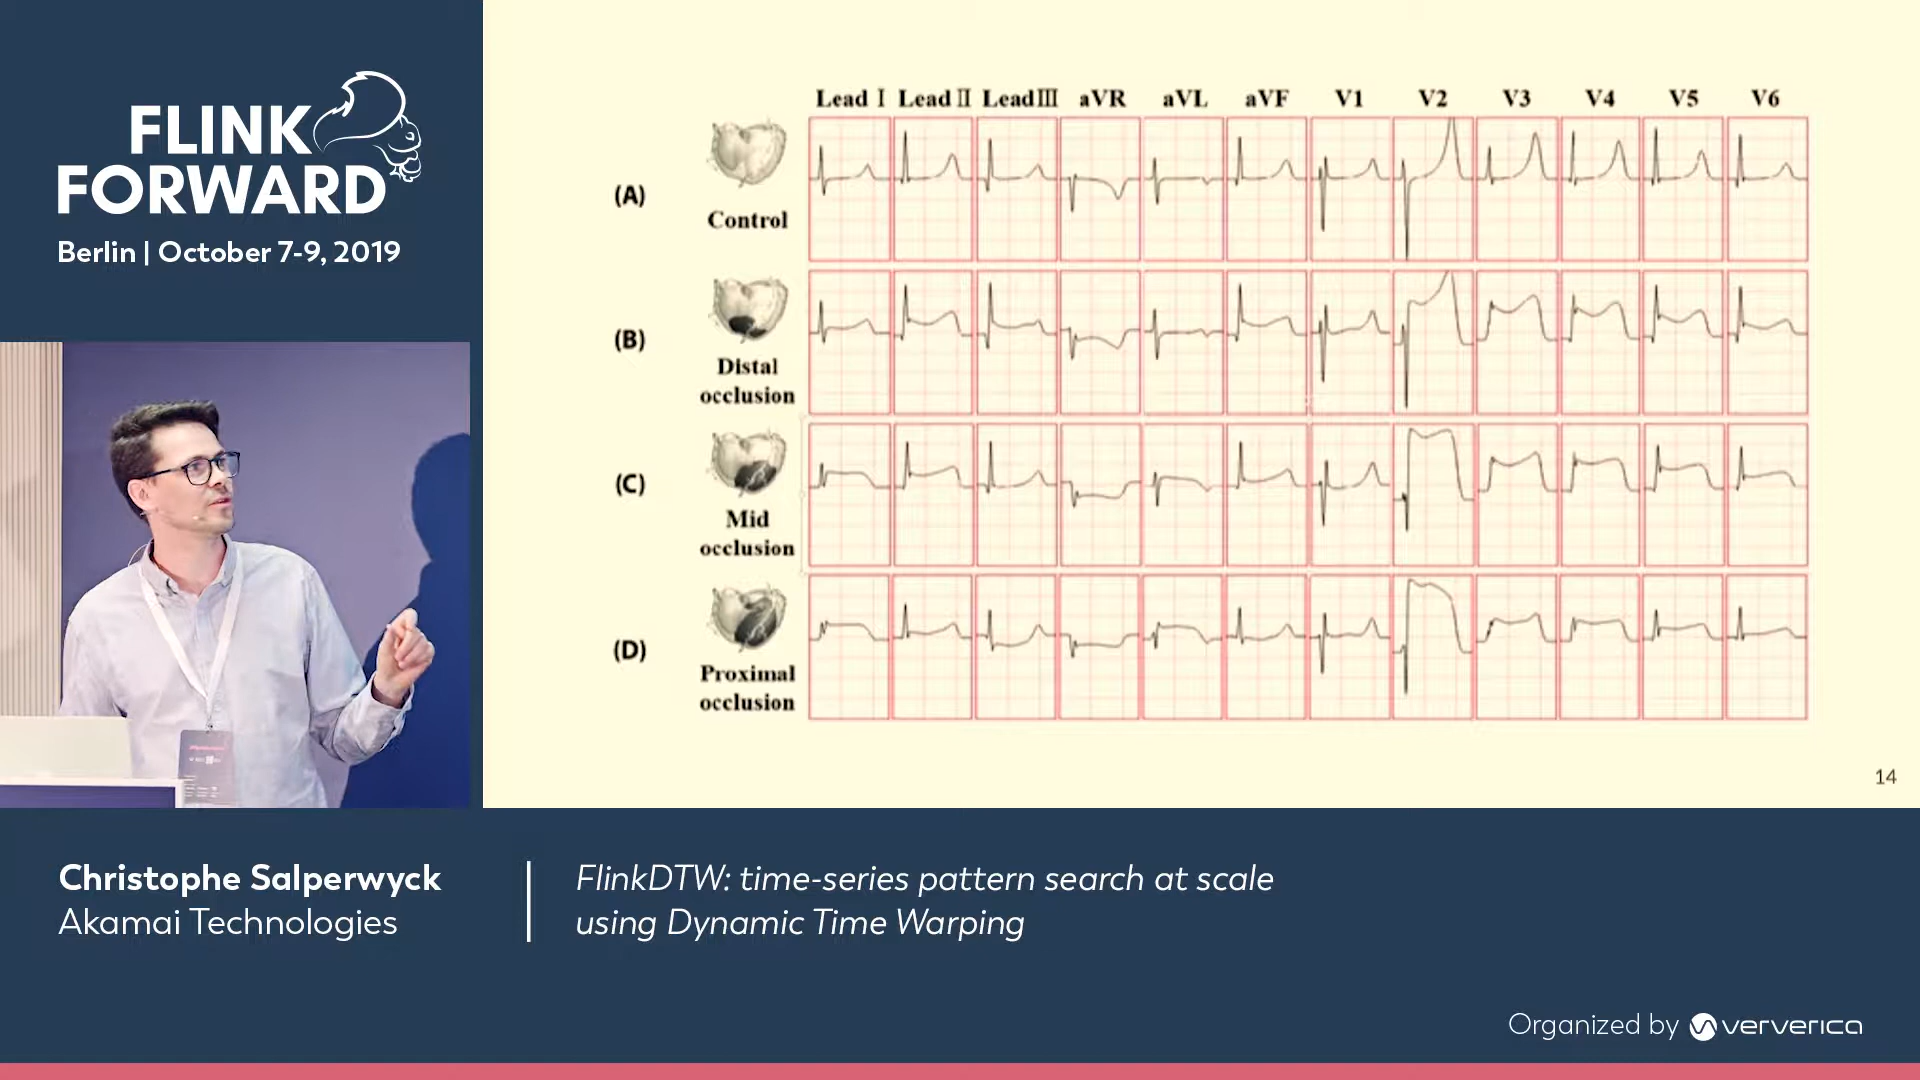 FLINK
FORWARD
Berlin | October 7-9, 2019
Lead I Lead II Lead III aVR aVL aVF V1 V2 V3 V4 V5 V6
(A)
Control
(B)
Distal
occlusion
(C)
Mid
occlusion
(D)
Proximal
occlusion
14
Christophe Salperwyck
Akamai Technologies
FlinkDTW: time-series pattern search at scale
using Dynamic Time Warping
Organized by ververica